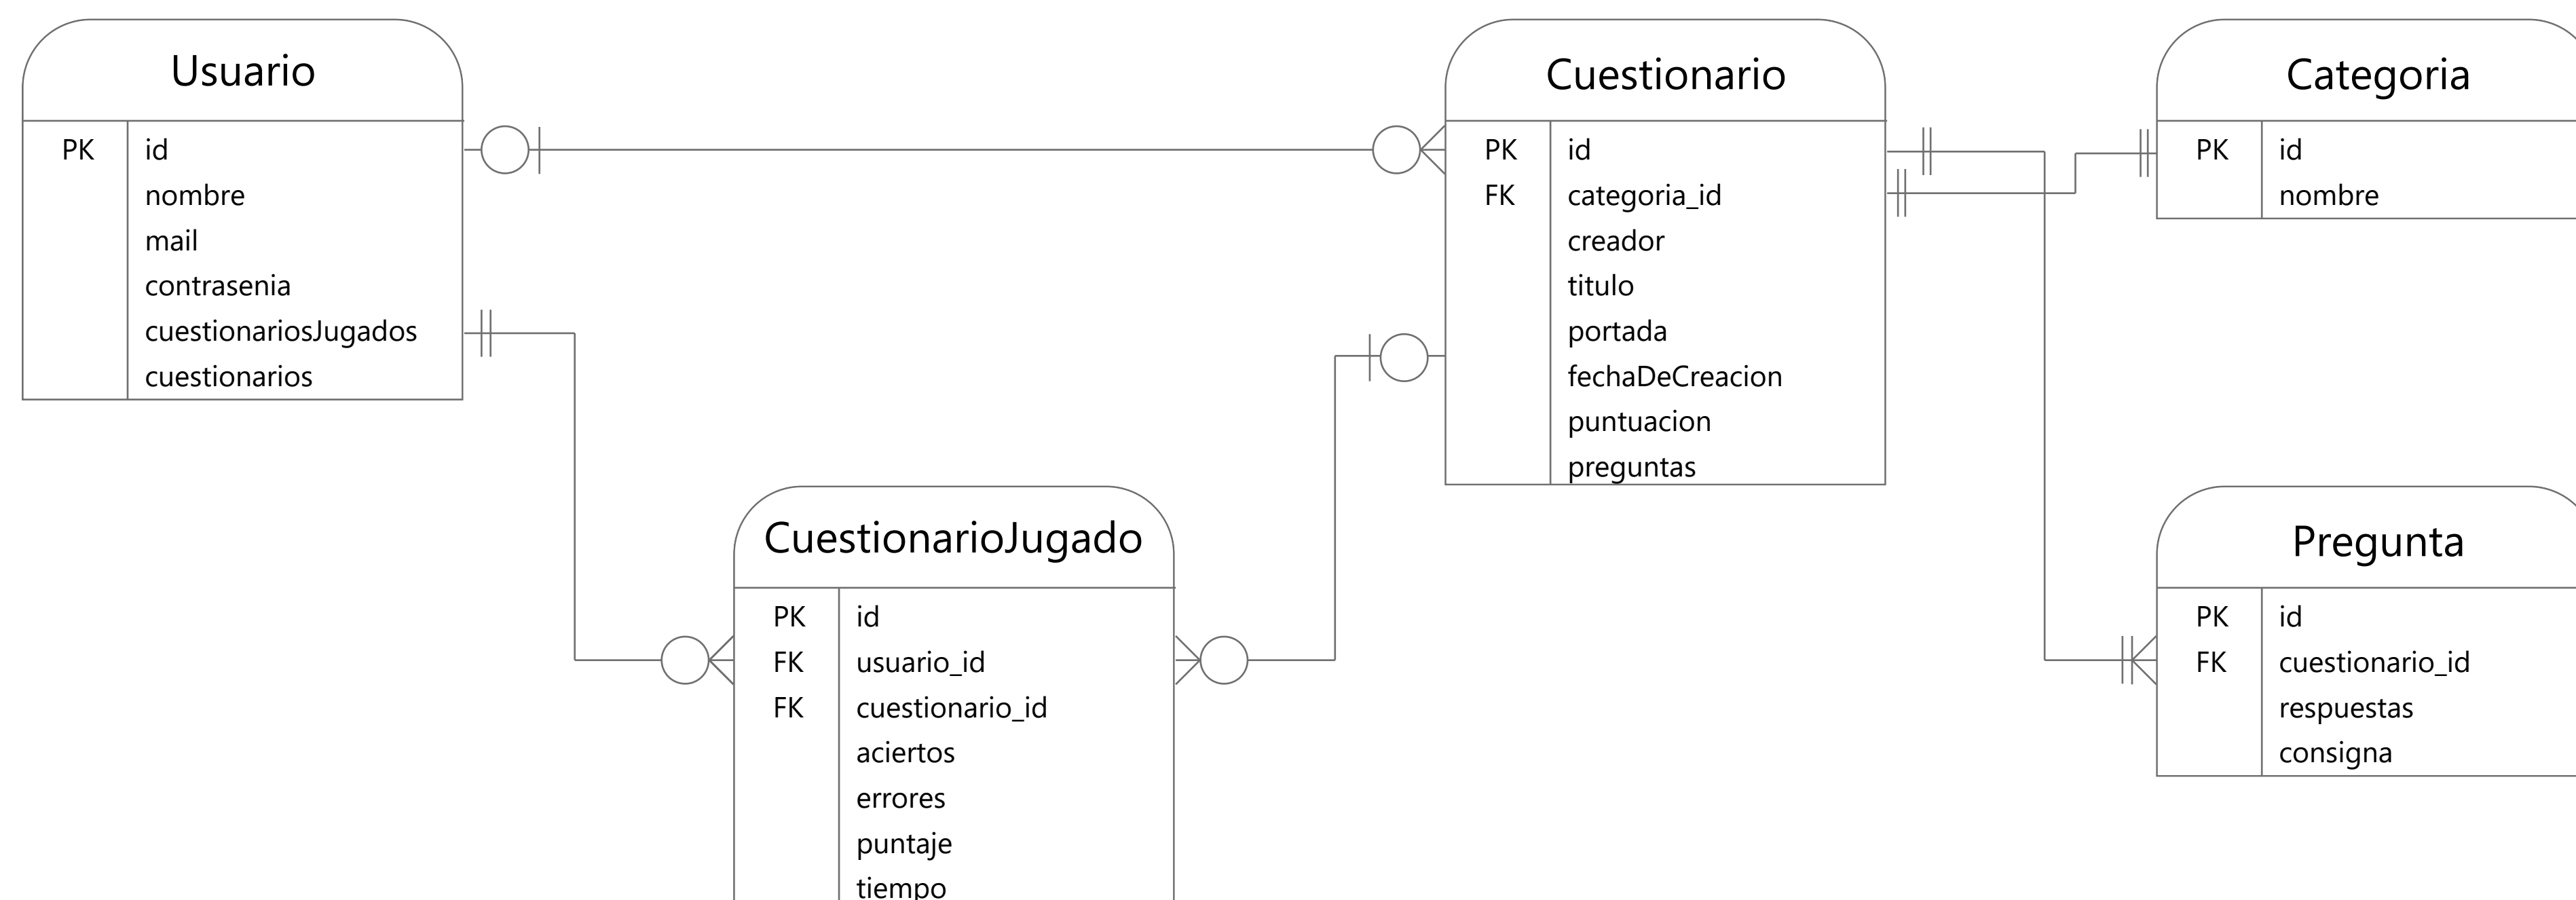 Usuario
PK id
nombre
mail
contrasenia
cuestionariosJugados
cuestionarios
Cuestionario
PK id
FK categoria_id
creador
titulo
portada
fechaDeCreacion
puntuacion
preguntas
Categoria
PK id
nombre
CuestionarioJugado
PK id
FK usuario_id
FK cuestionario_id
aciertos
errores
puntaje
tiempo
Pregunta
PK id
FK cuestionario_id
respuestas
consigna